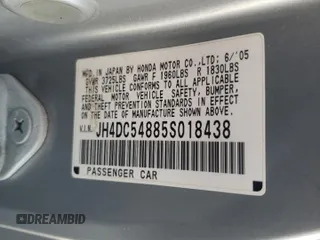 MFD. IN JAPAN BY HONDA MOTOR CO., LTD. 6/'05
GVWR 3725LBS GAWR F 1960LBS R 1830LBS
THIS VEHICLE CONFORMS TO ALL APPLICABLE
FEDERAL MOTOR VEHICLE SAFETY, BUMPER,
AND THEFT PREVENTION STANDARDS IN EFFECT
ON THE DATE OF MANUFACTURE SHOWN ABOVE.
V.I.N. JH4DC54885S018438
PASSENGER CAR
DREAMBID.COM